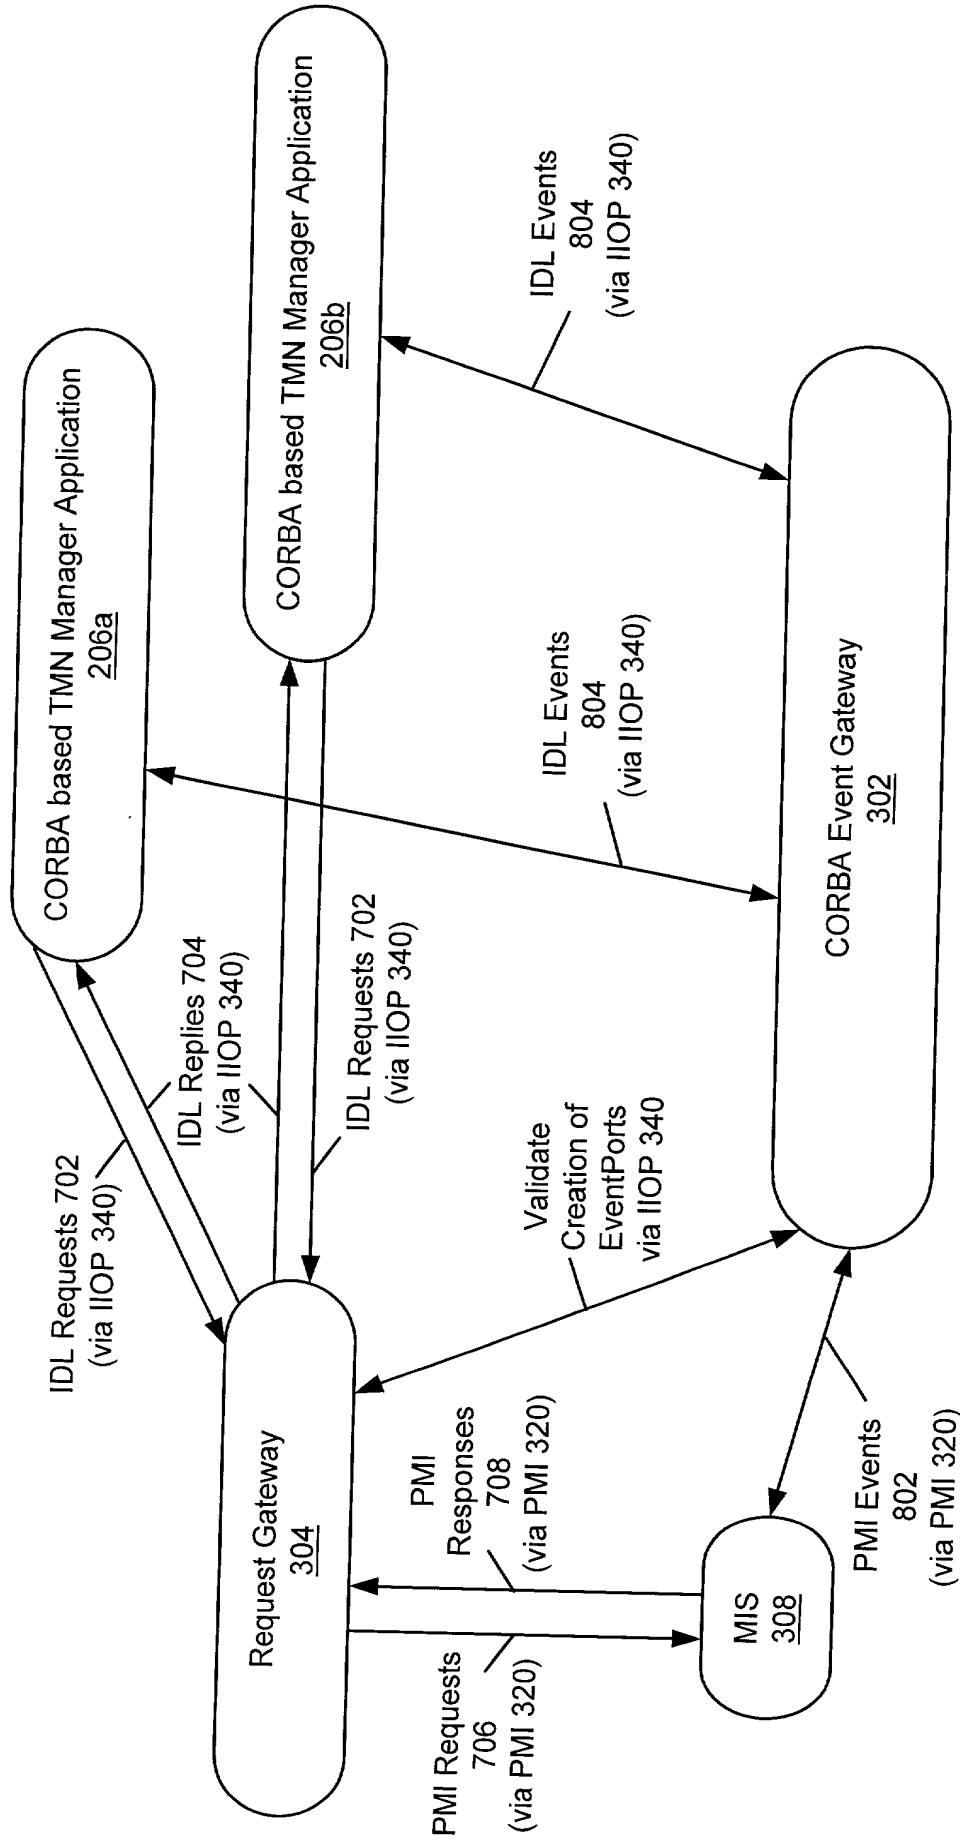 CORBA based TMN Manager Application
206a
CORBA based TMN Manager Application
206b
IDL Requests 702
(via IIOP 340)
IDL Replies 704
(via IIOP 340)
IDL Requests 702
(via IIOP 340)
IDL Events
804
(via IIOP 340)
IDL Events
804
(via IIOP 340)
Request Gateway
304
Validate
Creation of
EventPorts
via IIOP 340
PMI Requests
706
(via PMI 320)
PMI
Responses
708
(via PMI 320)
CORBA Event Gateway
302
MIS
308
PMI Events
802
(via PMI 320)